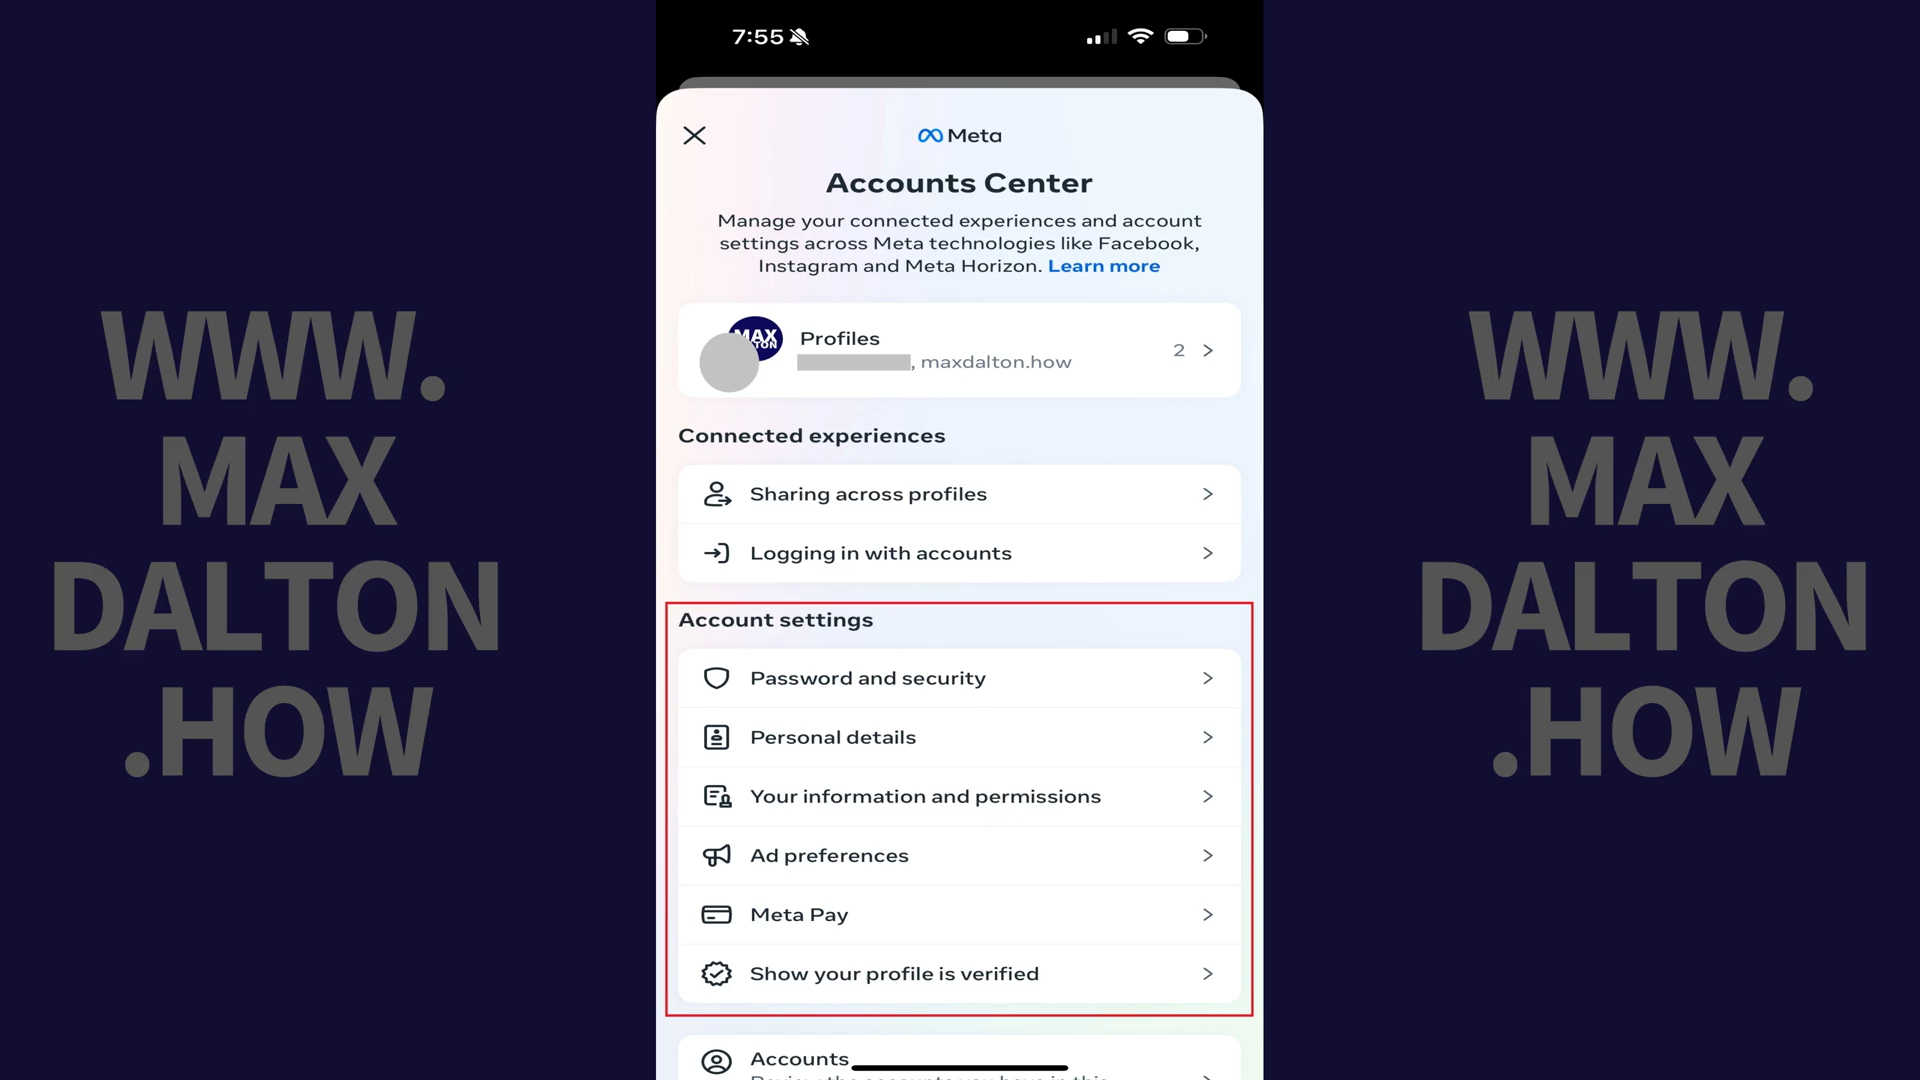 7:55
Meta
Accounts Center
Manage your connected experiences and account
settings across Meta technologies like Facebook,
Instagram and Meta Horizon. Learn more
MAX
Profiles
, maxdalton.how
2
Connected experiences
Sharing across profiles
Logging in with accounts
Account settings
Password and security
Personal details
Your information and permissions
Ad preferences
Meta Pay
Show your profile is verified
Accounts
WWW.
MAX
DALTON
.HOW
WWW.
MAX
DALTON
.HOW